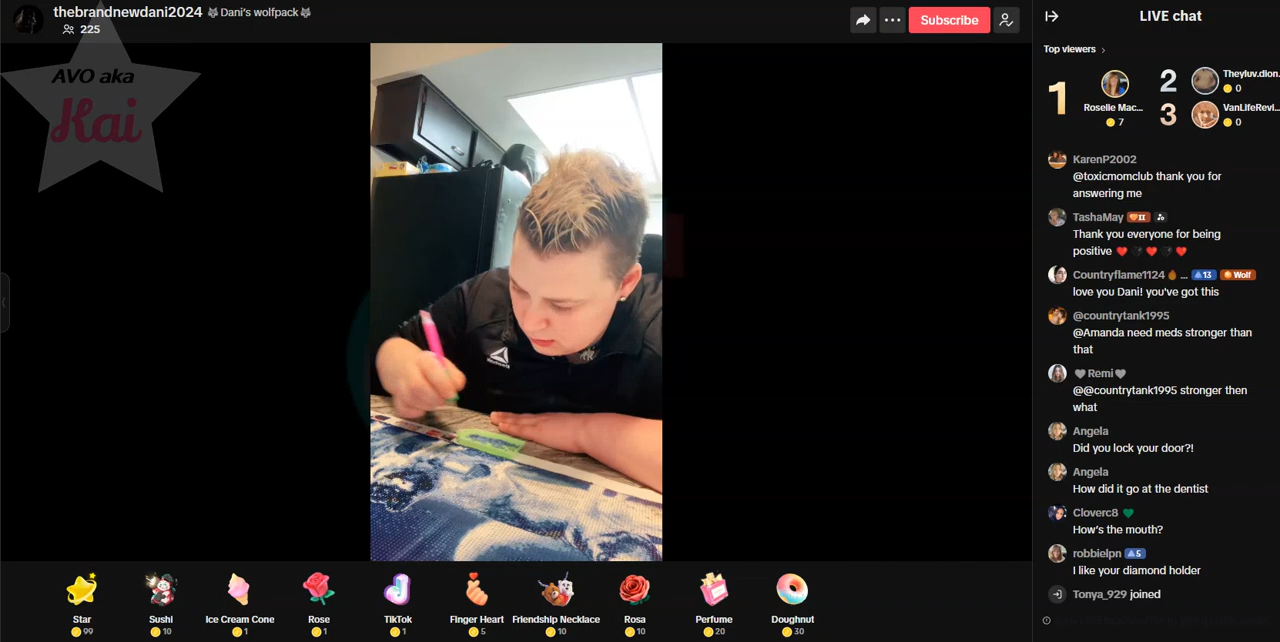 thebrandnewdani2024 🐺Dani's wolfpack🐺
225
Subscribe
AVO aka
Kai
LIVE chat
Top viewers
1
Roselle Mac...
7
2
Theyluv.dion.
0
3
VanLifeRevi...
0
KarenP2002
@toxicmomclub thank you for
answering me
TashaMay II
Thank you everyone for being
positive ❤️🖤❤️🖤❤️
Countryflame1124🔥... 13 Wolf
love you Dani! you've got this
@countrytank1995
@Amanda need meds stronger than
that
🩶Remi🩶
@@countrytank1995 stronger then
what
Angela
Did you lock your door?!
Angela
How did it go at the dentist
Cloverc8 💚
How's the mouth?
robbielpn 5
I like your diamond holder
Tonya_929 joined
Star
99
Sushi
10
Ice Cream Cone
1
Rose
1
TikTok
1
Finger Heart
5
Friendship Necklace
10
Rosa
10
Perfume
20
Doughnut
30